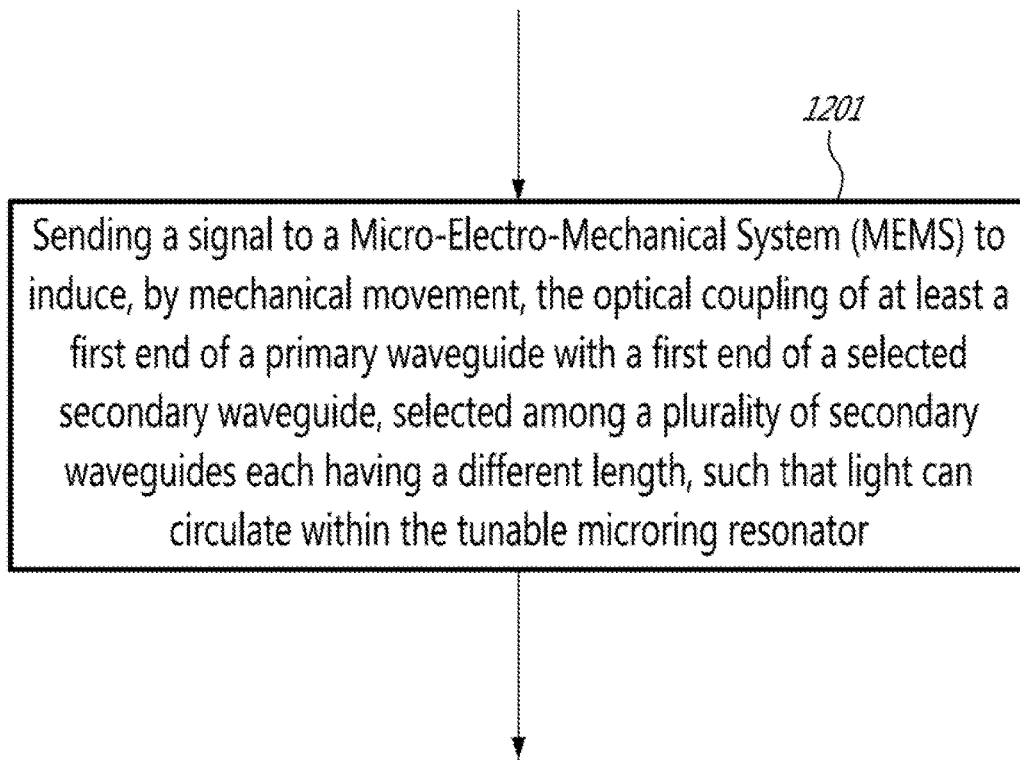 1201
Sending a signal to a Micro-Electro-Mechanical System (MEMS) to
induce, by mechanical movement, the optical coupling of at least a
first end of a primary waveguide with a first end of a selected
secondary waveguide, selected among a plurality of secondary
waveguides each having a different length, such that light can
circulate within the tunable microring resonator